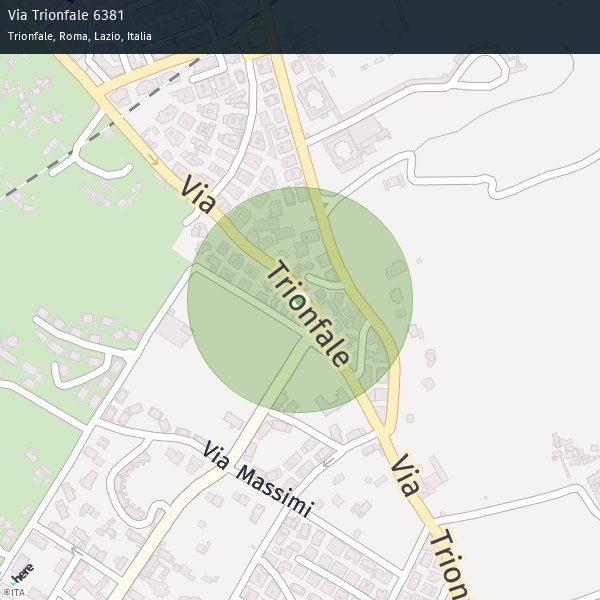 Via Trionfale 6381
Trionfale, Roma, Lazio, Italia
Via
Trionfale
Via Massimi
Via
Trion
here
©ITA